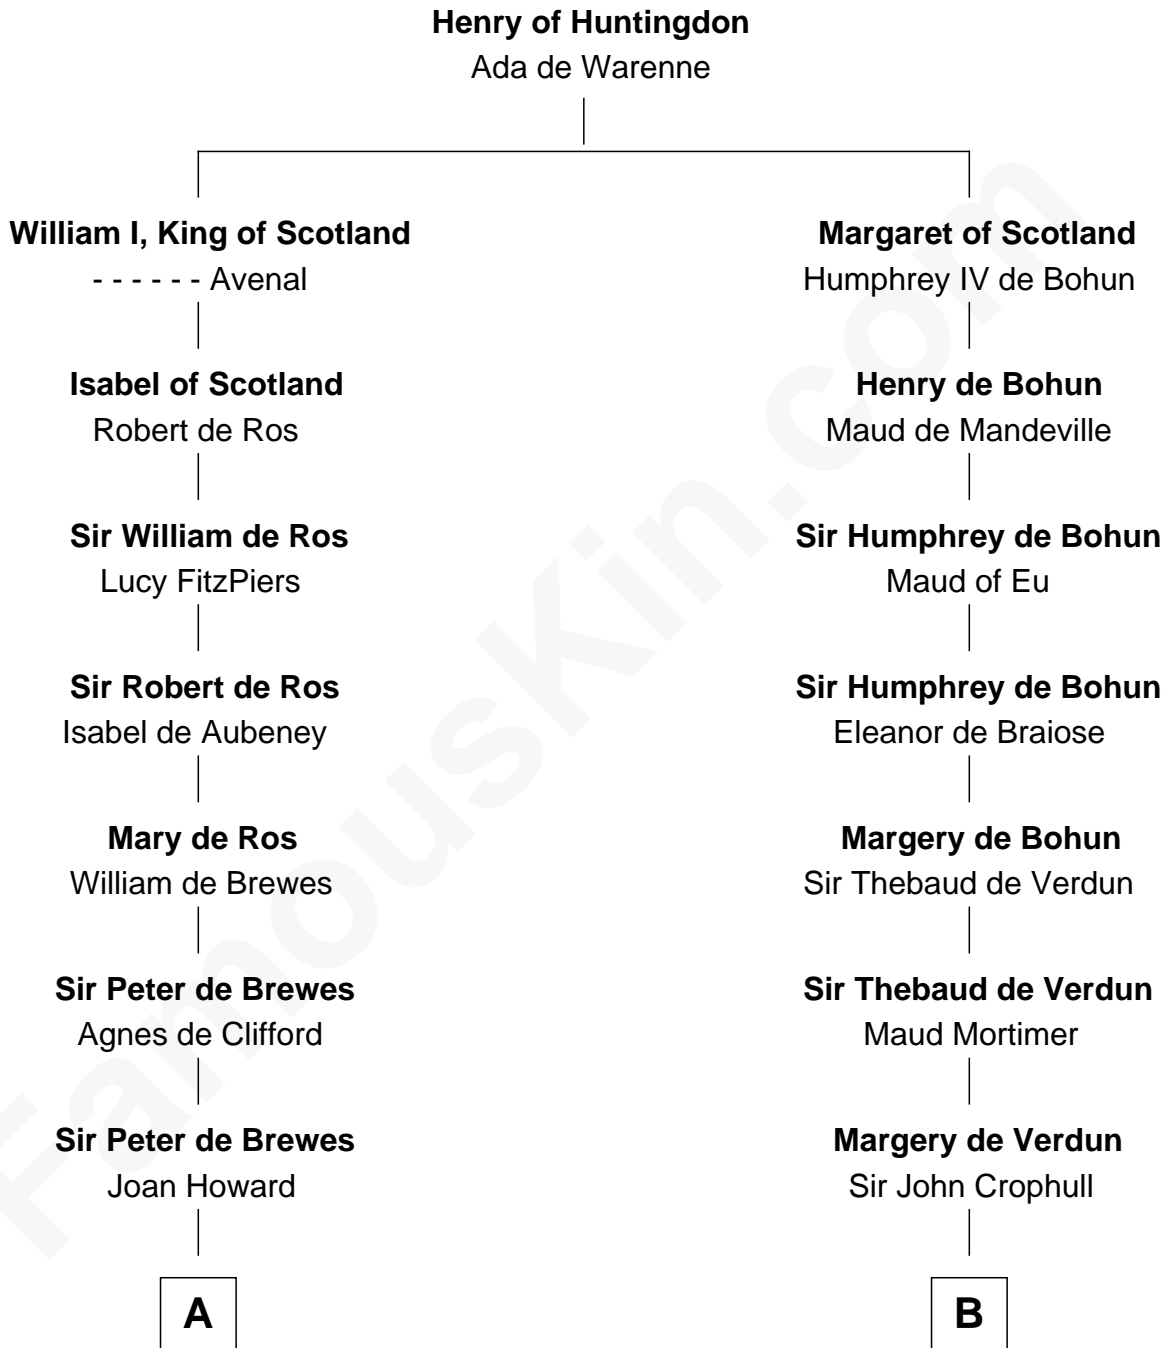 Henry of Huntingdon
Ada de Warenne
William I, King of Scotland
- - - - - - Avenal
Isabel of Scotland
Robert de Ros
Sir William de Ros
Lucy FitzPiers
Sir Robert de Ros
Isabel de Aubeney
Mary de Ros
William de Brewes
Sir Peter de Brewes
Agnes de Clifford
Sir Peter de Brewes
Joan Howard
A
Margaret of Scotland
Humphrey IV de Bohun
Henry de Bohun
Maud de Mandeville
Sir Humphrey de Bohun
Maud of Eu
Sir Humphrey de Bohun
Eleanor de Braiose
Margery de Bohun
Sir Thebaud de Verdun
Sir Thebaud de Verdun
Maud Mortimer
Margery de Verdun
Sir John Crophull
B
FamousKin.com